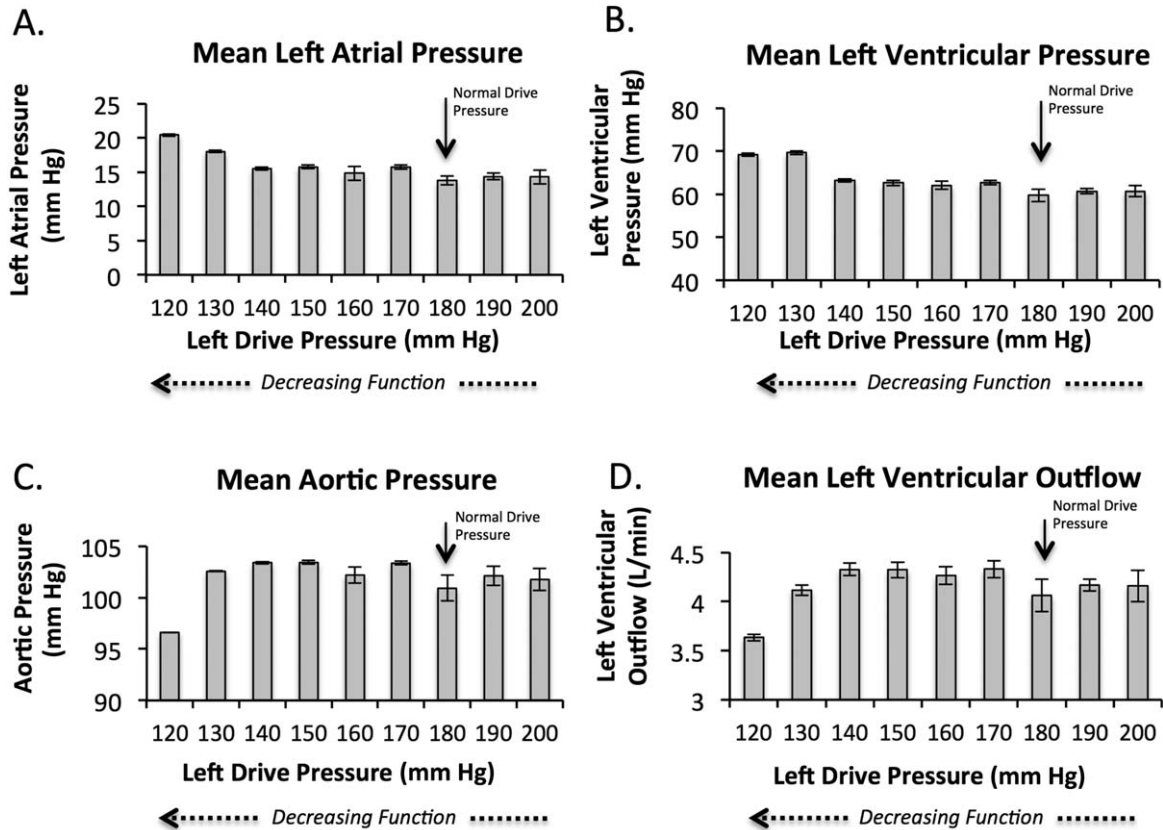 A.
Mean Left Atrial Pressure
Left Atrial Pressure
(mm Hg)
Normal Drive
Pressure
25
20
15
10
5
0
120 130 140 150 160 170 180 190 200
Left Drive Pressure (mm Hg)
Decreasing Function
B.
Mean Left Ventricular Pressure
Left Ventricular
Pressure (mm Hg)
Normal Drive
Pressure
80
70
60
50
40
120 130 140 150 160 170 180 190 200
Left Drive Pressure (mm Hg)
Decreasing Function
C.
Mean Aortic Pressure
Aortic Pressure
(mm Hg)
Normal Drive
Pressure
105
100
95
90
120 130 140 150 160 170 180 190 200
Left Drive Pressure (mm Hg)
Decreasing Function
D.
Mean Left Ventricular Outflow
Left Ventricular
Outflow (L/min)
Normal Drive
Pressure
4.5
4
3.5
3
120 130 140 150 160 170 180 190 200
Left Drive Pressure (mm Hg)
Decreasing Function